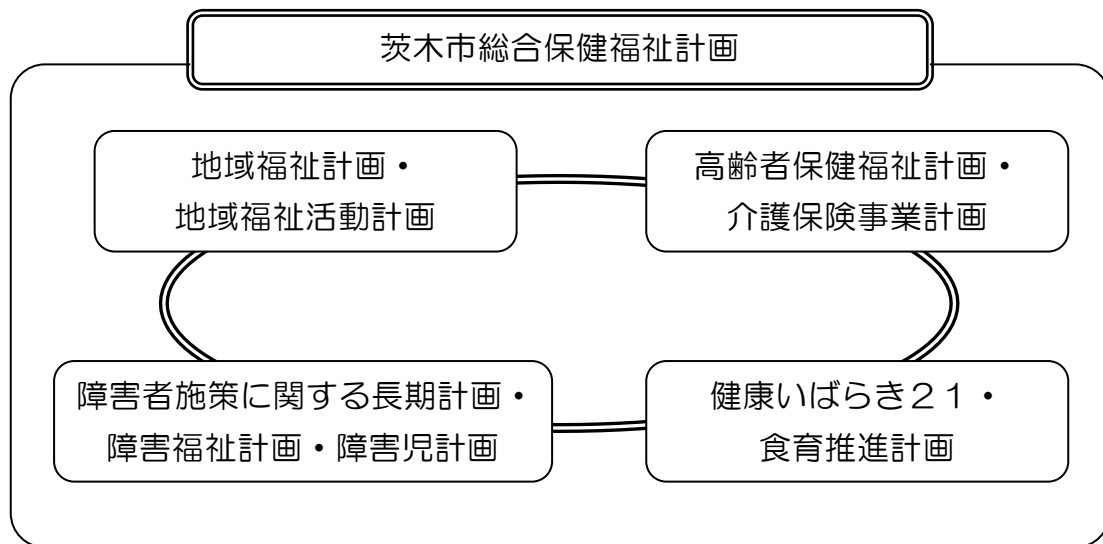 茨木市総合保健福祉計画
地域福祉計画・
地域福祉活動計画
高齢者保健福祉計画・
介護保険事業計画
障害者施策に関する長期計画・
障害福祉計画・障害児計画
健康いばらき２１・
食育推進計画